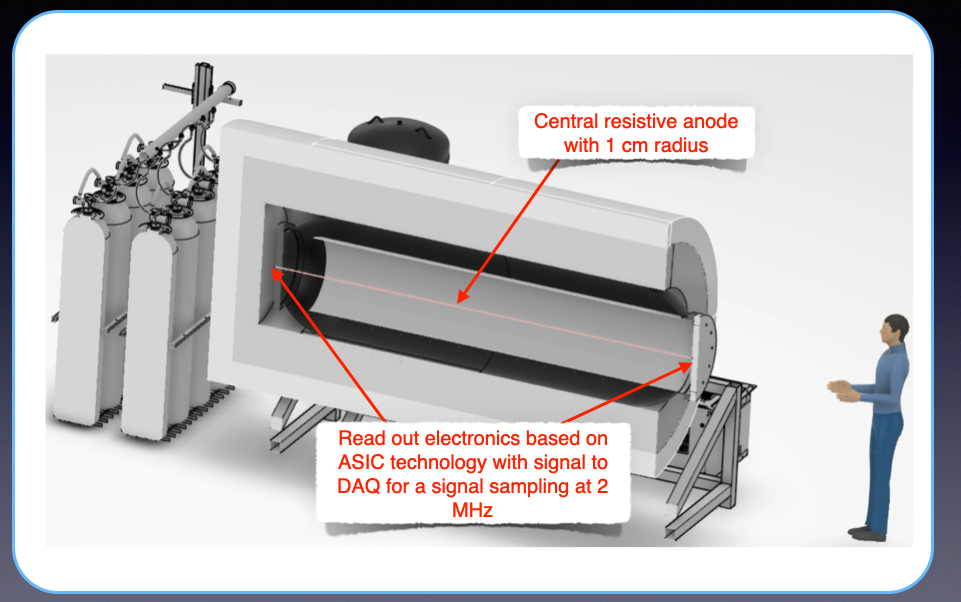 Central resistive anode
with 1 cm radius
Read out electronics based on
ASIC technology with signal to
DAQ for a signal sampling at 2
MHz